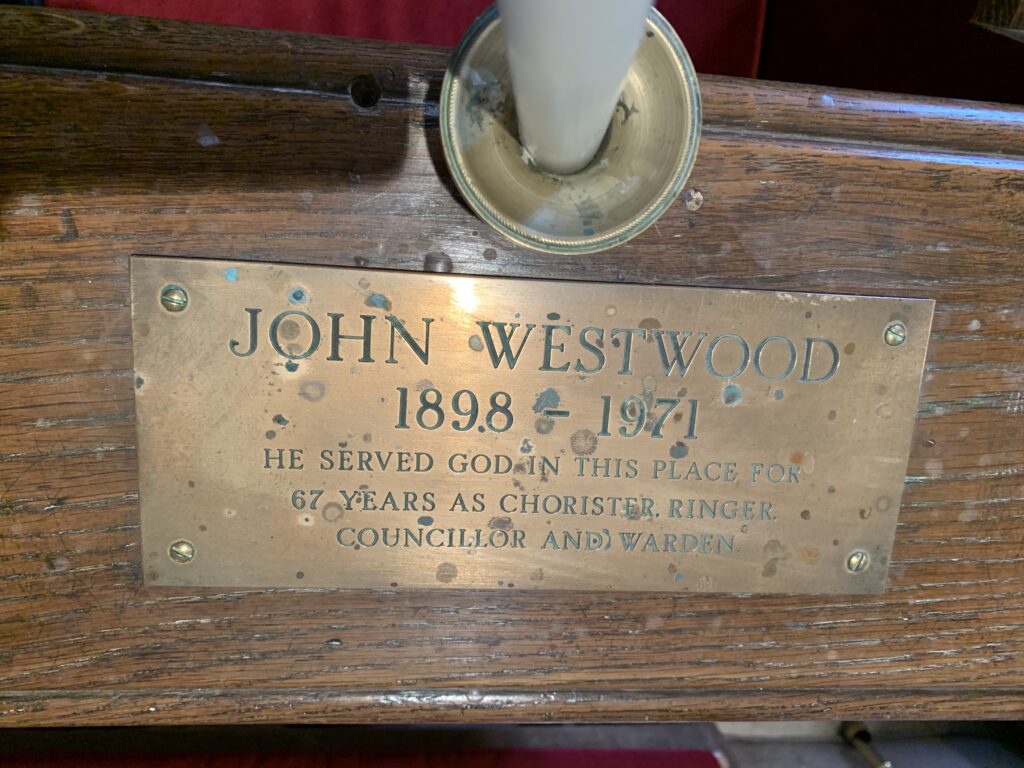 JOHN WESTWOOD
1898 - 1971
HE SERVED GOD IN THIS PLACE FOR
67 YEARS AS CHORISTER, RINGER,
COUNCILLOR AND WARDEN.